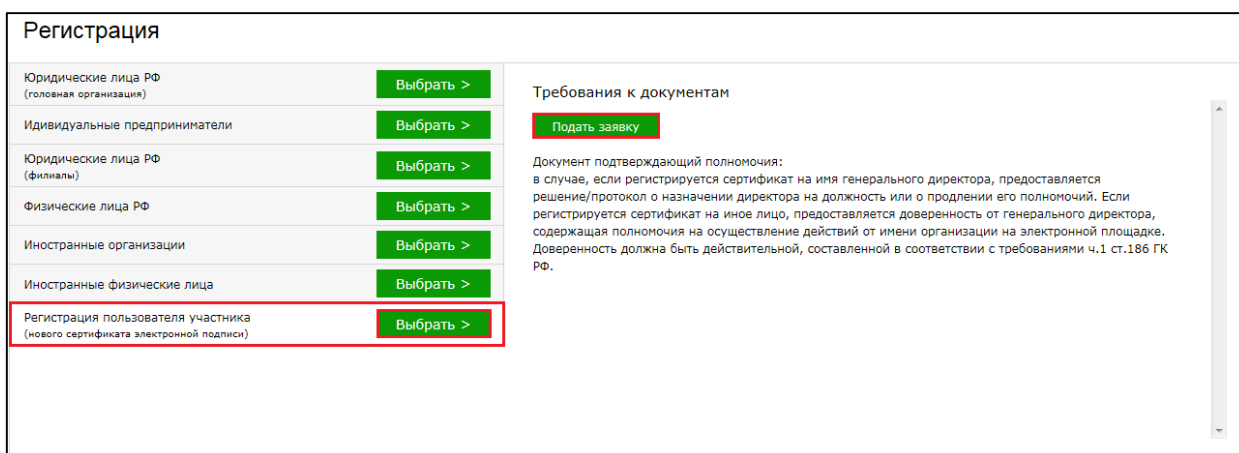 Регистрация
Юридические лица РФ
(головная организация)
Выбрать >
Идивидуальные предприниматели
Выбрать >
Юридические лица РФ
(филиалы)
Выбрать >
Физические лица РФ
Выбрать >
Иностранные организации
Выбрать >
Иностранные физические лица
Выбрать >
Регистрация пользователя участника
(нового сертификата электронной подписи)
Выбрать >
Требования к документам
Подать заявку
Документ подтверждающий полномочия:
в случае, если регистрируется сертификат на имя генерального директора, предоставляется
решение/протокол о назначении директора на должность или о продлении его полномочий. Если
регистрируется сертификат на иное лицо, предоставляется доверенность от генерального директора,
содержащая полномочия на осуществление действий от имени организации на электронной площадке.
Доверенность должна быть действительной, составленной в соответствии с требованиями ч.1 ст.186 ГК
РФ.